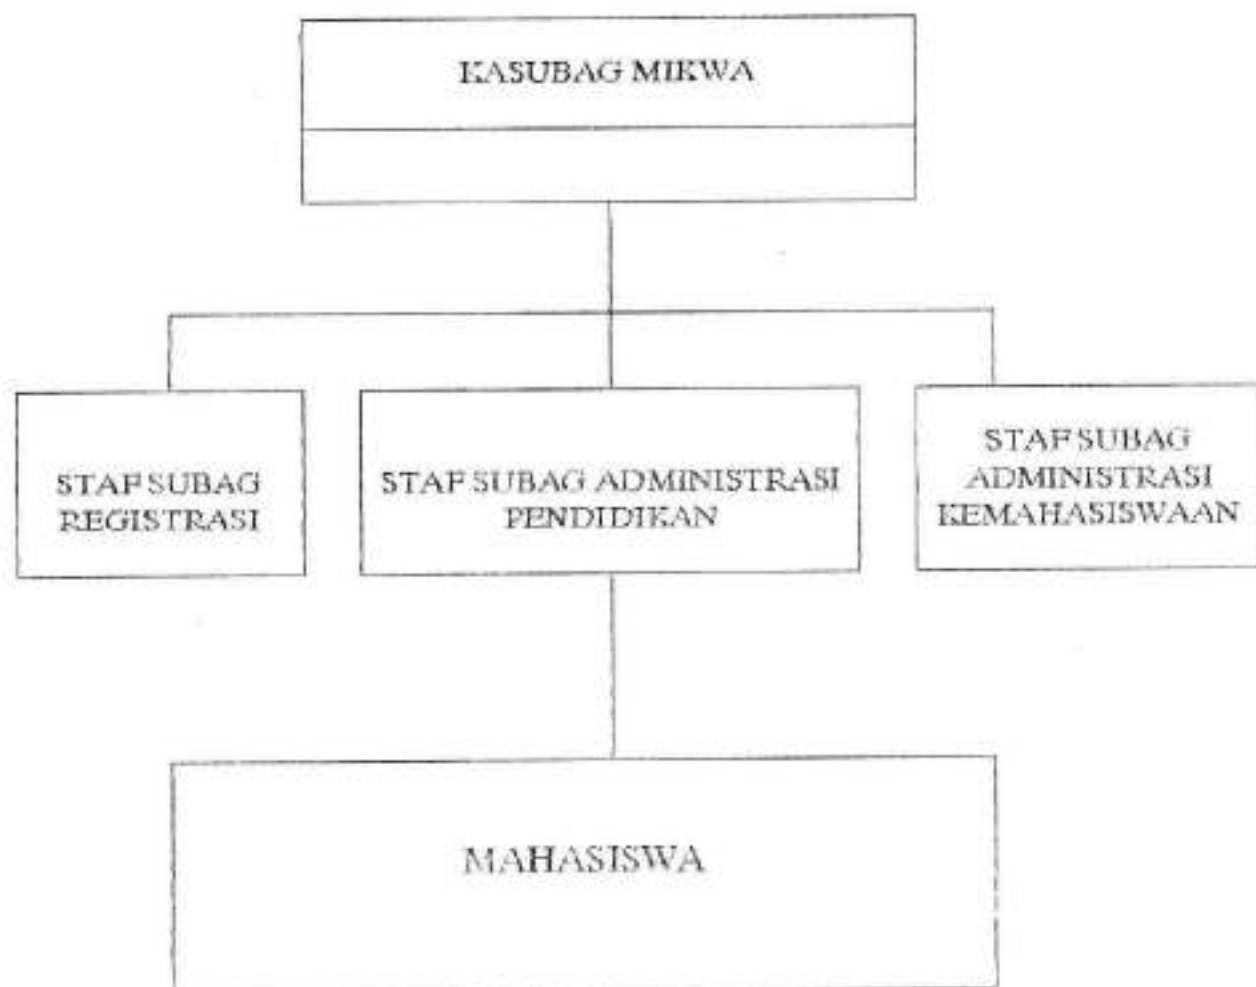 KASUBAG MIKWA
STAF SUBAG
REGISTRASI
STAF SUBAG ADMINISTRASI
PENDIDIKAN
STAF SUBAG
ADMINISTRASI
KEMAHASISWAAN
MAHASISWA